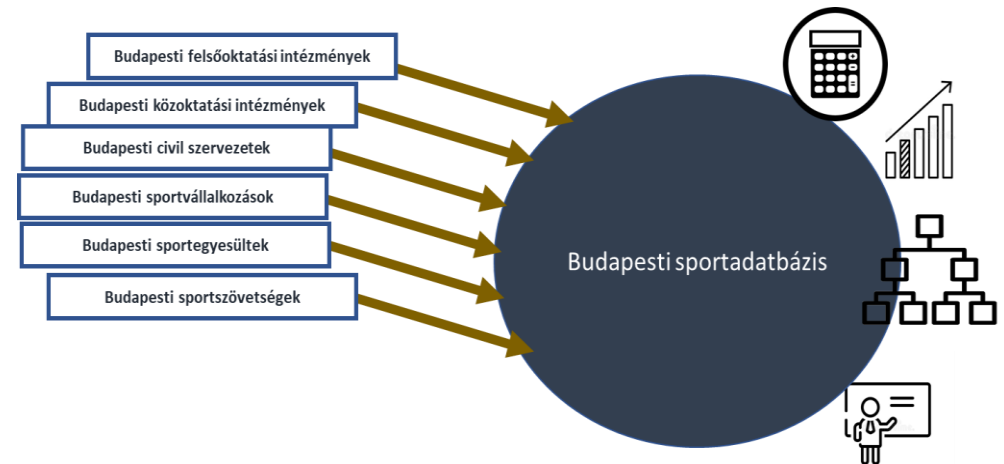 Budapesti felsőoktatási intézmények
Budapesti közoktatási intézmények
Budapesti civil szervezetek
Budapesti sportvállalkozások
Budapesti sportegyesültek
Budapesti sportszövetségek
Budapesti sportadatbázis